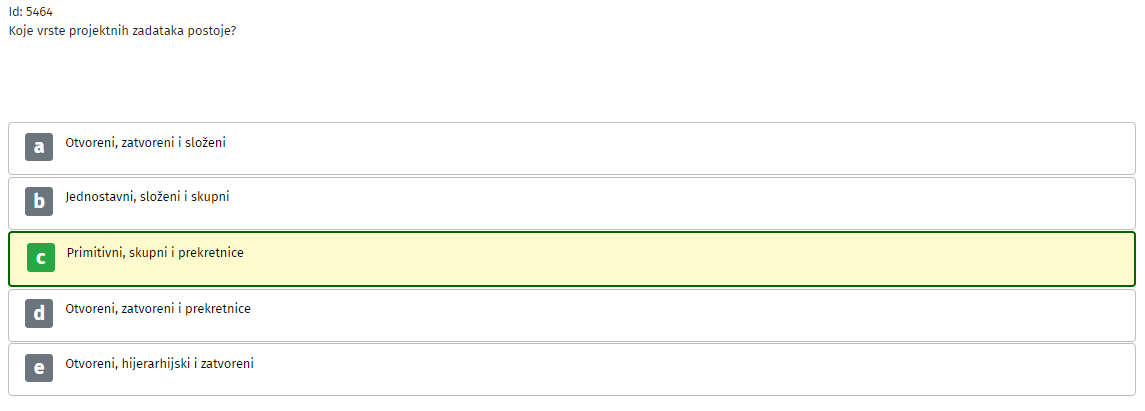 Id: 5464
Koje vrste projektnih zadataka postoje?
a Otvoreni, zatvoreni i složeni
b Jednostavni, složeni i skupni
c Primitivni, skupni i prekretnice
d Otvoreni, zatvoreni i prekretnice
e Otvoreni, hijerarhijski i zatvoreni